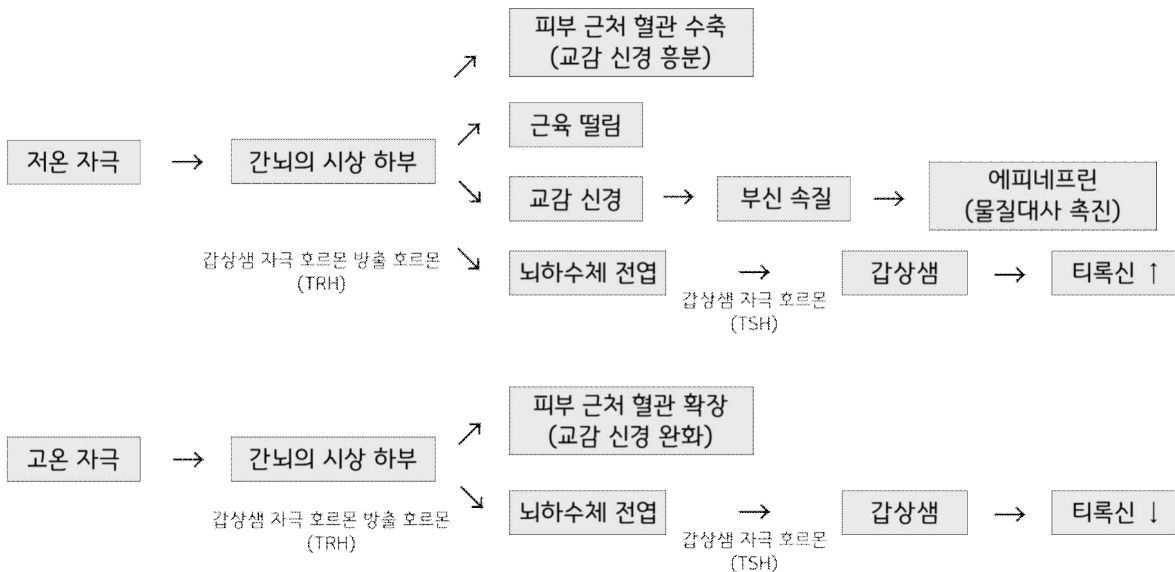 피부 근처 혈관 수축
(교감 신경 흥분)
근육 떨림
저온 자극 → 간뇌의 시상 하부
교감 신경 → 부신 속질 → 에피네프린
(물질대사 촉진)
갑상샘 자극 호르몬 방출 호르몬
(TRH)
뇌하수체 전엽 → 갑상샘 → 티록신 ↑
갑상샘 자극 호르몬
(TSH)
피부 근처 혈관 확장
(교감 신경 완화)
고온 자극 → 간뇌의 시상 하부
갑상샘 자극 호르몬 방출 호르몬
(TRH)
뇌하수체 전엽 → 갑상샘 → 티록신 ↓
갑상샘 자극 호르몬
(TSH)